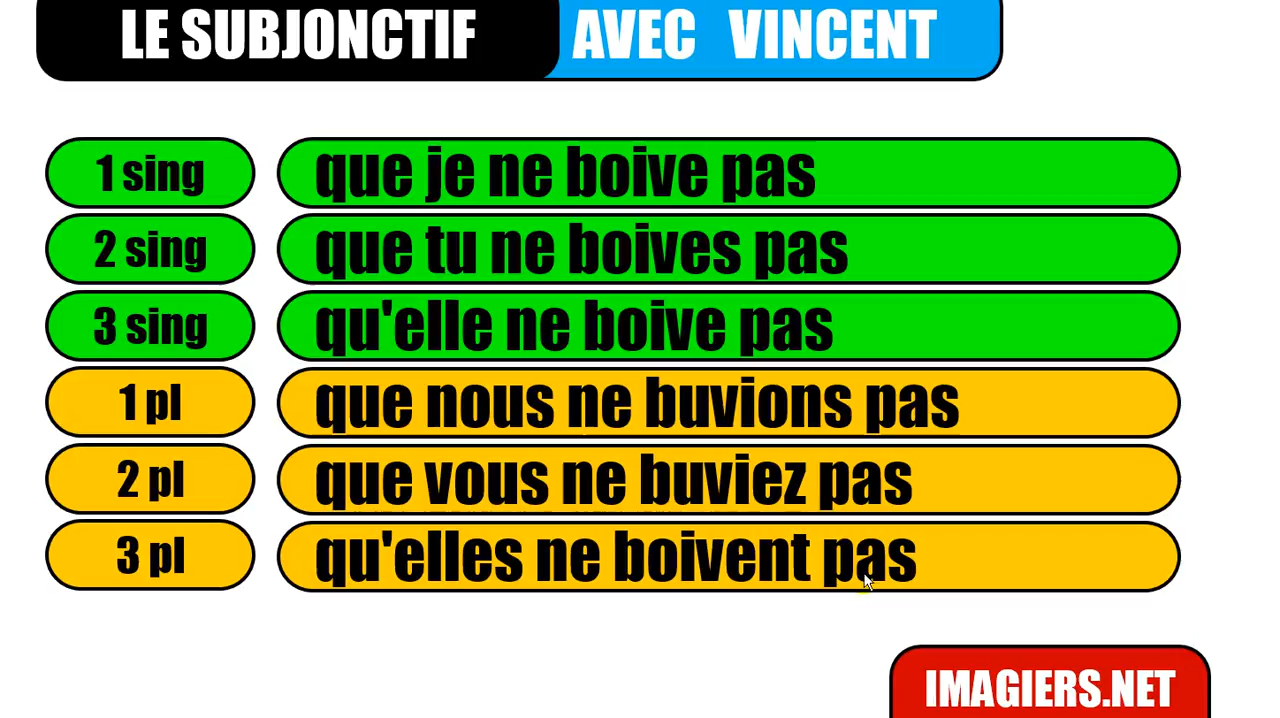 LE SUBJONCTIF AVEC VINCENT
1 sing que je ne boive pas
2 sing que tu ne boives pas
3 sing qu'elle ne boive pas
1 pl que nous ne buvions pas
2 pl que vous ne buviez pas
3 pl qu'elles ne boivent pas
IMAGIERS.NET